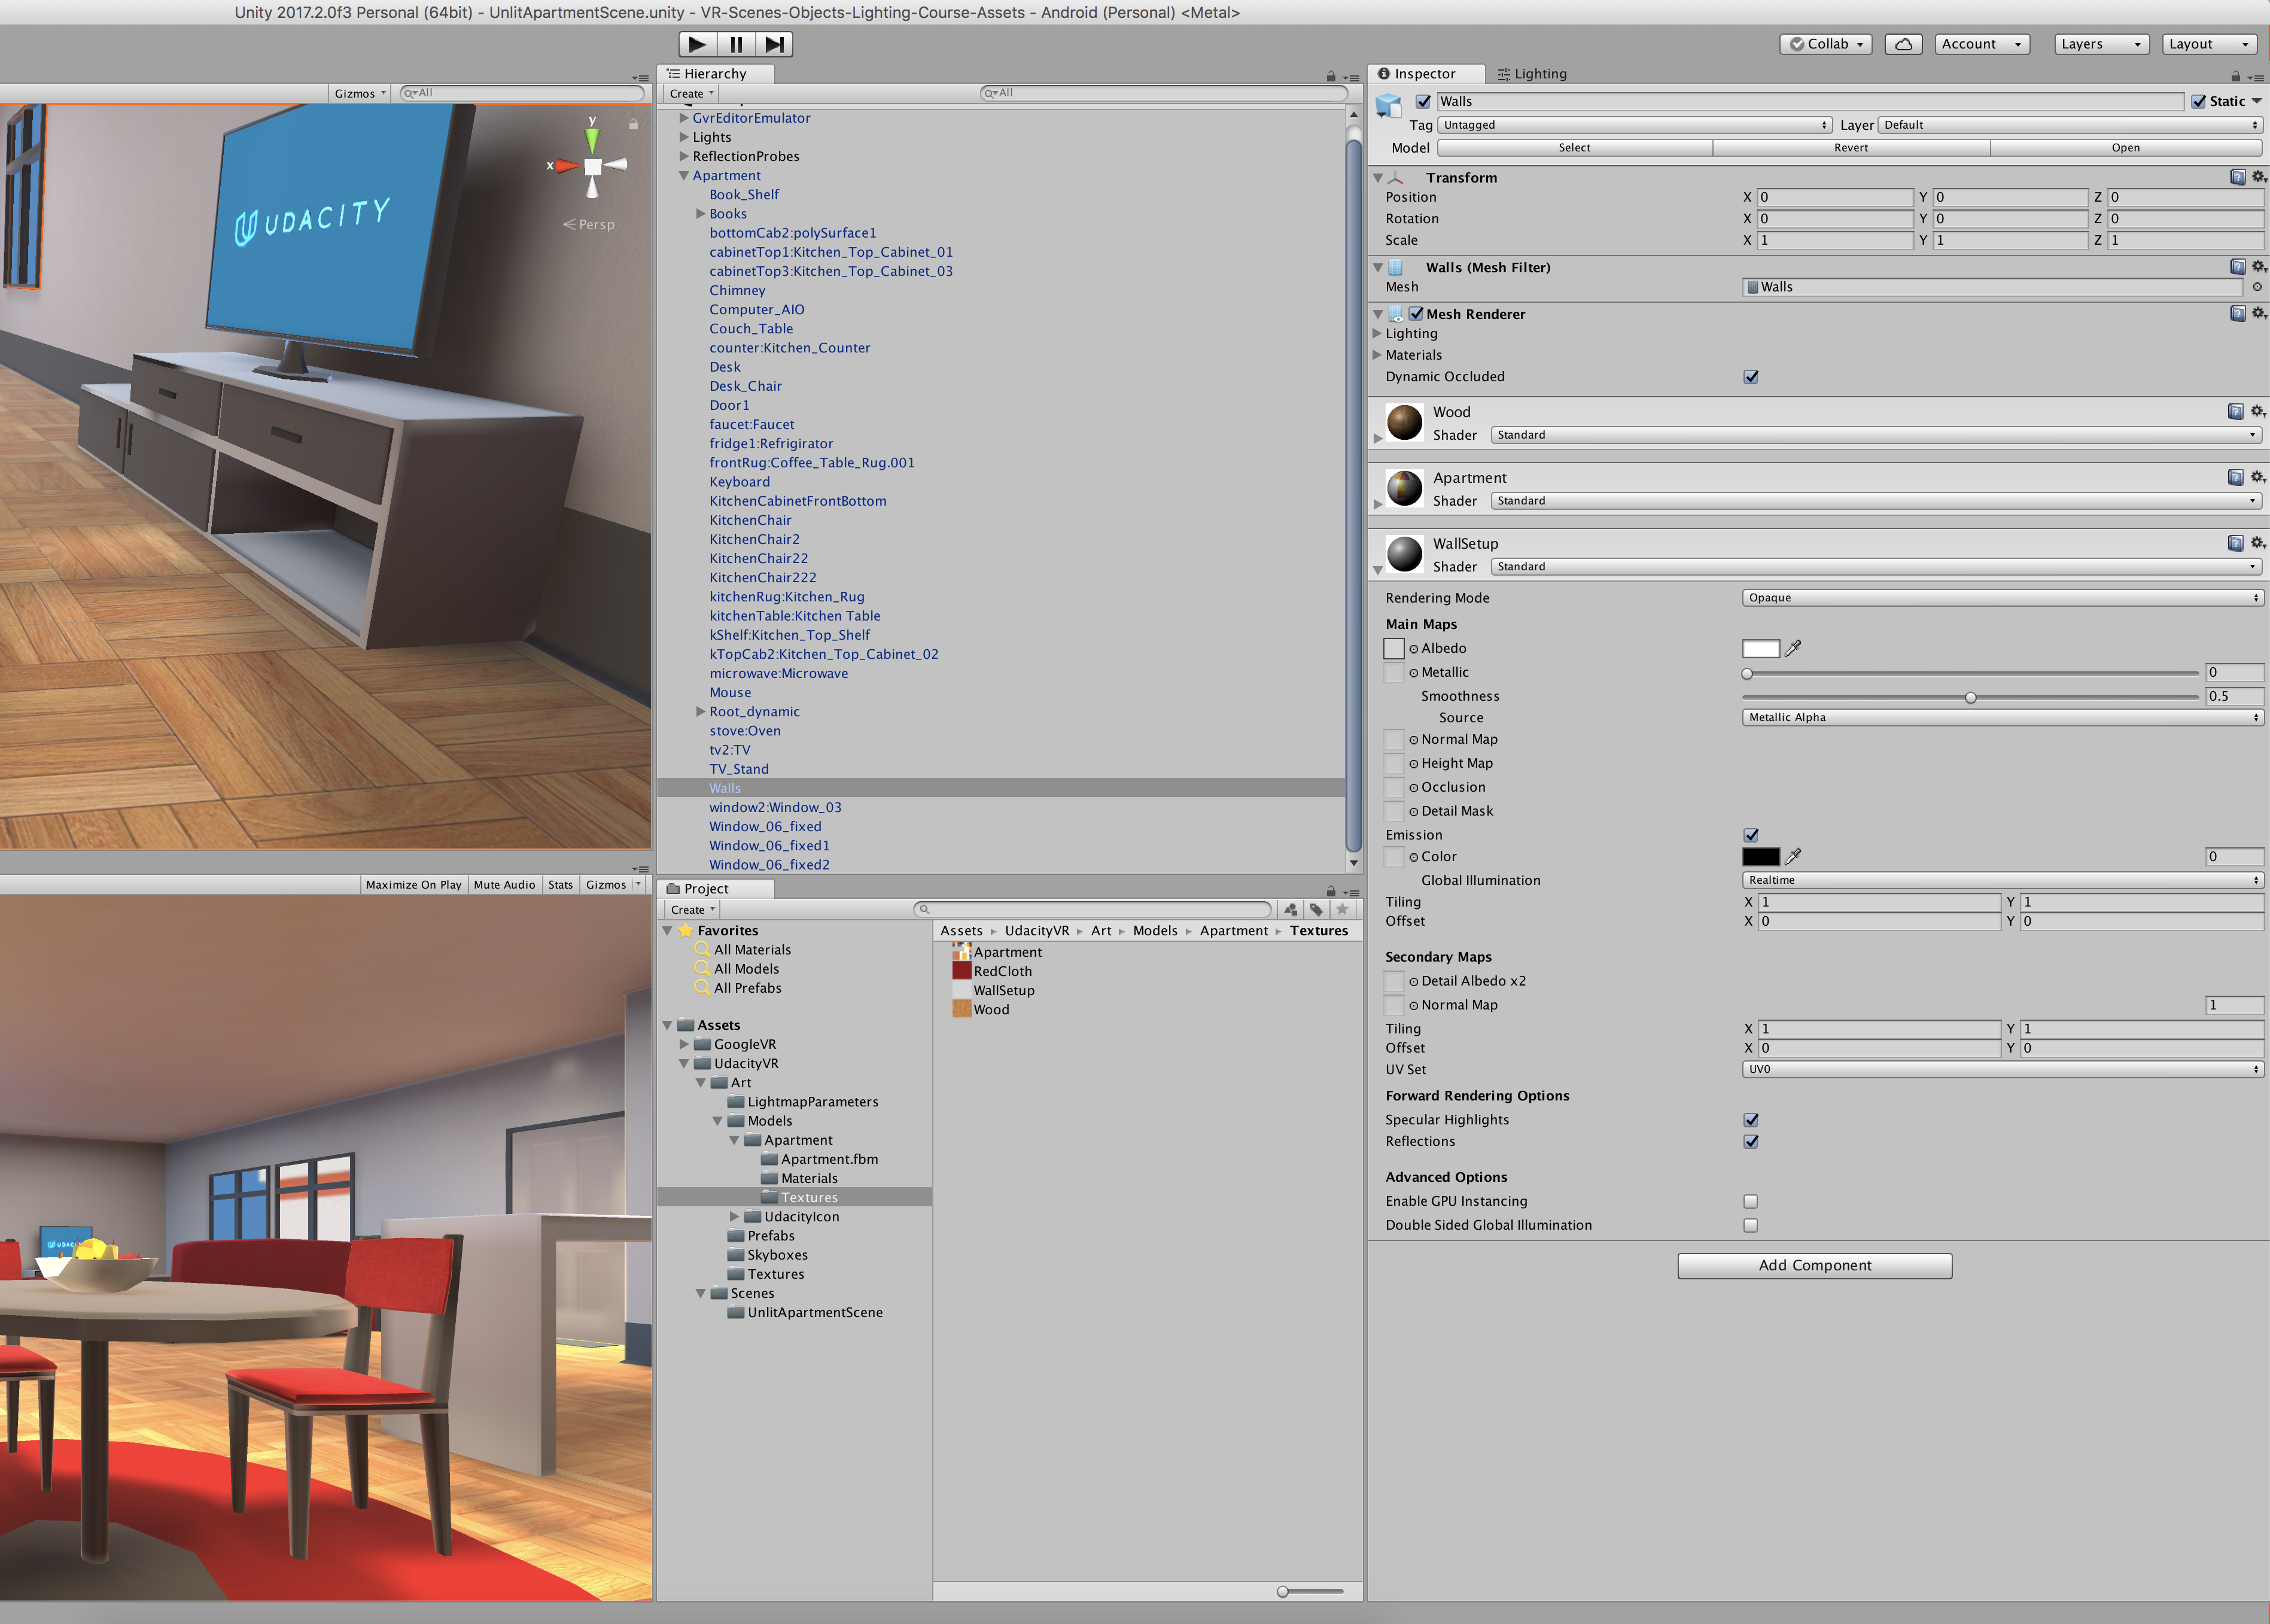 Unity 2017.2.0f3 Personal (64bit) - UnlitApartmentScene.unity - VR-Scenes-Objects-Lighting-Course-Assets - Android (Personal) <Metal>
Collab
Account
Layers
Layout
Gizmos
All
y
x
Persp
UDACITY
Hierarchy
Create
All
GvrEditorEmulator
Lights
ReflectionProbes
Apartment
Book_Shelf
Books
bottomCab2:polySurface1
cabinetTop1:Kitchen_Top_Cabinet_01
cabinetTop3:Kitchen_Top_Cabinet_03
Chimney
Computer_AIO
Couch_Table
counter:Kitchen_Counter
Desk
Desk_Chair
Door1
faucet:Faucet
fridge1:Refrigirator
frontRug:Coffee_Table_Rug.001
Keyboard
KitchenCabinetFrontBottom
KitchenChair
KitchenChair2
KitchenChair22
KitchenChair222
kitchenRug:Kitchen_Rug
kitchenTable:Kitchen Table
kShelf:Kitchen_Top_Shelf
kTopCab2:Kitchen_Top_Cabinet_02
microwave:Microwave
Mouse
Root_dynamic
stove:Oven
tv2:TV
TV_Stand
Walls
window2:Window_03
Window_06_fixed
Window_06_fixed1
Window_06_fixed2
Maximize On Play
Mute Audio
Stats
Gizmos
Project
Create
Favorites
All Materials
All Models
All Prefabs
Assets
GoogleVR
UdacityVR
Art
LightmapParameters
Models
Apartment
Apartment.fbm
Materials
Textures
UdacityIcon
Prefabs
Skyboxes
Textures
Scenes
UnlitApartmentScene
Assets UdacityVR Art Models Apartment Textures
Apartment
RedCloth
WallSetup
Wood
Inspector
Lighting
Walls
Static
Tag Untagged Layer Default
Model Select Revert Open
Transform
Position X 0 Y 0 Z 0
Rotation X 0 Y 0 Z 0
Scale X 1 Y 1 Z 1
Walls (Mesh Filter)
Mesh Walls
Mesh Renderer
Lighting
Materials
Dynamic Occluded
Wood
Shader Standard
Apartment
Shader Standard
WallSetup
Shader Standard
Rendering Mode Opaque
Main Maps
Albedo
Metallic 0
Smoothness 0.5
Source Metallic Alpha
Normal Map
Height Map
Occlusion
Detail Mask
Emission
Color 0
Global Illumination Realtime
Tiling X 1 Y 1
Offset X 0 Y 0
Secondary Maps
Detail Albedo x2
Normal Map 1
Tiling X 1 Y 1
Offset X 0 Y 0
UV Set UV0
Forward Rendering Options
Specular Highlights
Reflections
Advanced Options
Enable GPU Instancing
Double Sided Global Illumination
Add Component